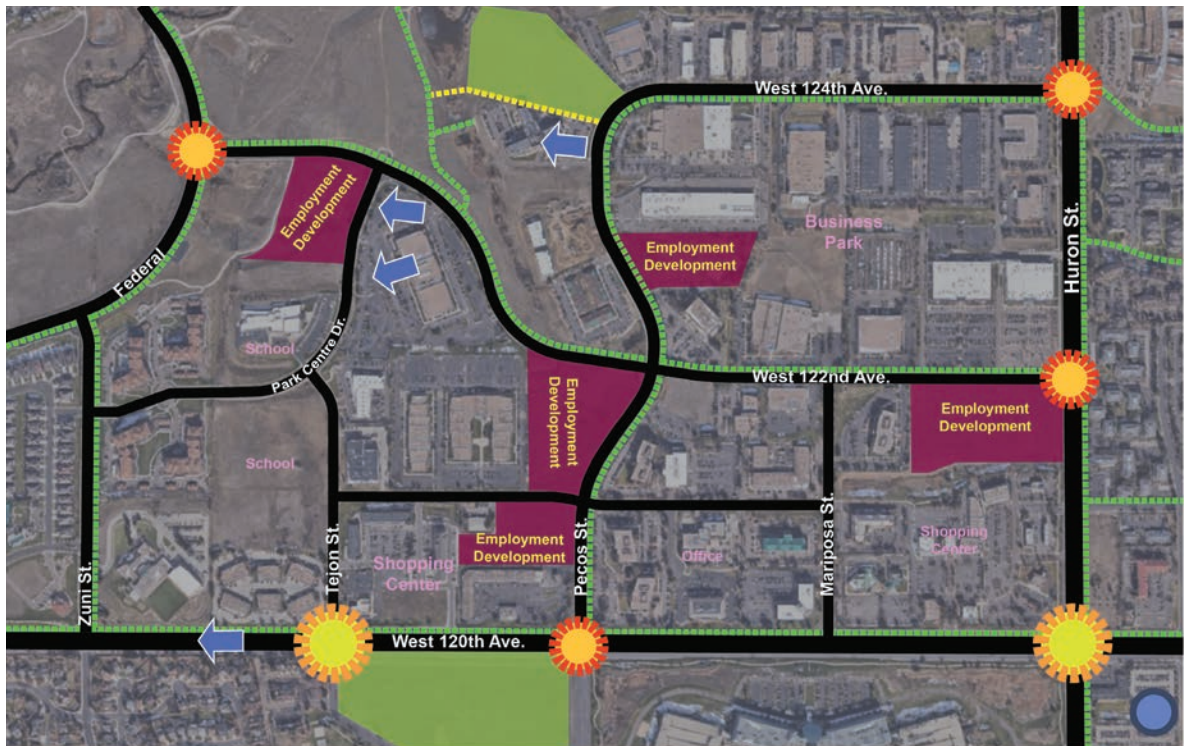 West 124th Ave.
Employment
Development
Huron St.
Business
Park
Employment
Development
Federal
School
Park Centre Dr.
West 122nd Ave.
Employment
Development
Employment
Development
School
Tejon St.
Pecos St.
Mariposa St.
Shopping
Center
Employment
Development
Office
Shopping
Center
Zuni St.
West 120th Ave.